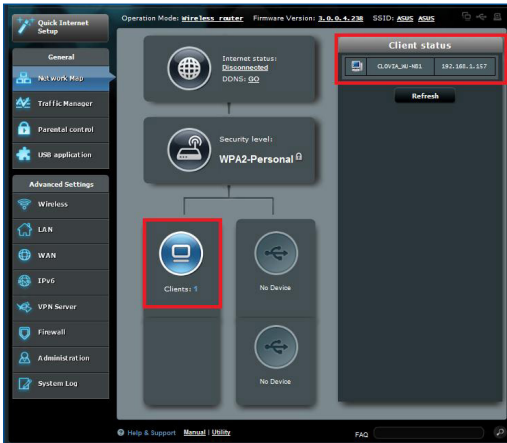 Quick Internet Setup
Operation Mode: Wireless router Firmware Version: 3.0.0.4.238 SSID: ASUS ASUS
General
Network Map
Traffic Manager
Parental control
USB application
Advanced Settings
Wireless
LAN
WAN
IPv6
VPN Server
Firewall
Administration
System Log
Internet status:
Disconnected
DDNS: GO
Security level:
WPA2-Personal
Clients: 1
No Device
No Device
Client status
CLOVIA_WU-NB1 192.168.1.157
Refresh
Help & Support Manual | Utility FAQ